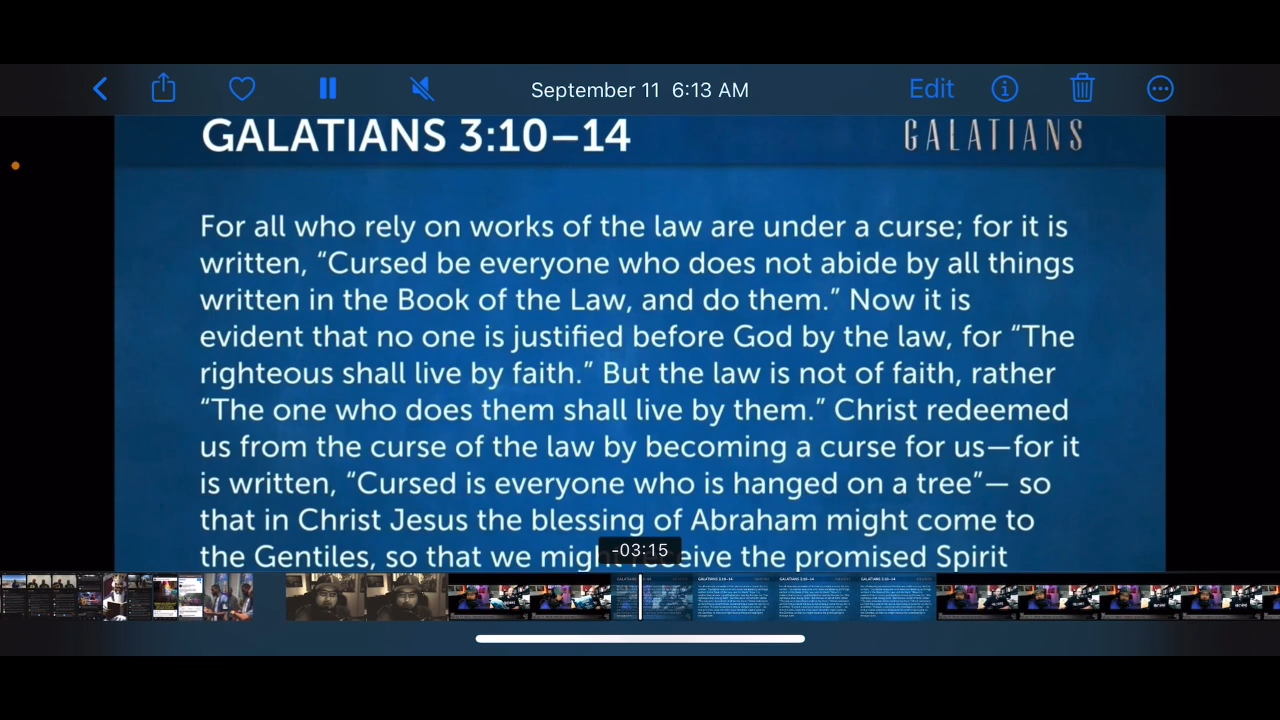 September 11 6:13 AM
Edit
GALATIANS 3:10–14
GALATIANS
For all who rely on works of the law are under a curse; for it is
written, “Cursed be everyone who does not abide by all things
written in the Book of the Law, and do them.” Now it is
evident that no one is justified before God by the law, for “The
righteous shall live by faith.” But the law is not of faith, rather
“The one who does them shall live by them.” Christ redeemed
us from the curse of the law by becoming a curse for us—for it
is written, “Cursed is everyone who is hanged on a tree”— so
that in Christ Jesus the blessing of Abraham might come to
the Gentiles, so that we might receive the promised Spirit
-03:15